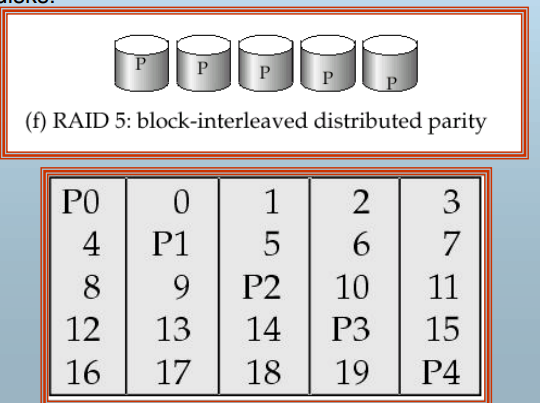 disks.
P P P P P
(f) RAID 5: block-interleaved distributed parity
P0 0 1 2 3
4 P1 5 6 7
8 9 P2 10 11
12 13 14 P3 15
16 17 18 19 P4